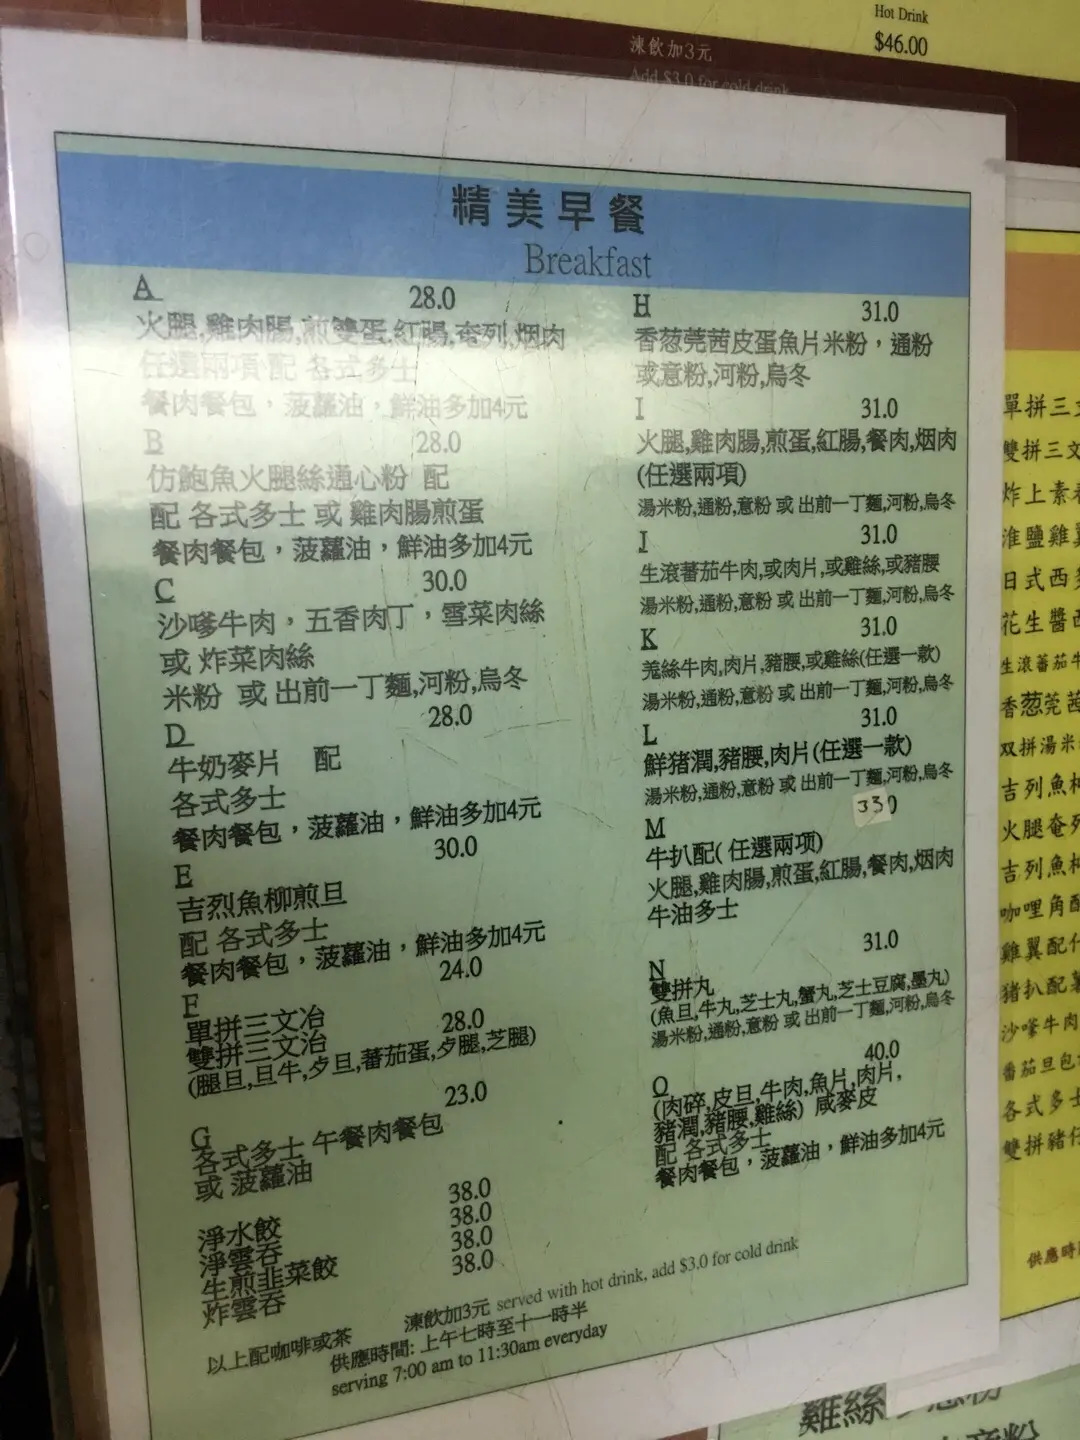 Hot Drink
$46.00
凍飲加3元
Add $3.0 for cold drink
精美早餐
Breakfast
A 28.0
火腿,雞肉腸,煎雙蛋,紅腸,奄列,烟肉
任選兩項 配 各式多士
餐肉餐包，菠蘿油，鮮油多加4元
B 28.0
仿鮑魚火腿絲通心粉 配
配 各式多士 或 雞肉腸煎蛋
餐肉餐包，菠蘿油，鮮油多加4元
C 30.0
沙嗲牛肉，五香肉丁，雪菜肉絲
或 炸菜肉絲
米粉 或 出前一丁麵,河粉,烏冬
D 28.0
牛奶麥片 配
各式多士
餐肉餐包，菠蘿油，鮮油多加4元
E 30.0
吉烈魚柳煎旦
配 各式多士
餐肉餐包，菠蘿油，鮮油多加4元
F 24.0
單拼三文冶
雙拼三文治 28.0
(腿旦,旦牛,夕旦,蕃茄蛋,夕腿,芝腿)
G 23.0
各式多士 午餐肉餐包
或 菠蘿油
淨水餃 38.0
淨雲吞 38.0
生煎韭菜餃 38.0
炸雲吞 38.0
H 31.0
香葱芫茜皮蛋魚片米粉，通粉
或意粉,河粉,烏冬
I 31.0
火腿,雞肉腸,煎蛋,紅腸,餐肉,烟肉
(任選兩項)
湯米粉,通粉,意粉 或 出前一丁麵,河粉,烏冬
J 31.0
生滾蕃茄牛肉,或肉片,或雞絲,或豬腰
湯米粉,通粉,意粉 或 出前一丁麵,河粉,烏冬
K 31.0
羗絲牛肉,肉片,豬腰,或雞絲(任選一款)
湯米粉,通粉,意粉 或 出前一丁麵,河粉,烏冬
L 31.0
鮮猪潤,豬腰,肉片(任選一款)
湯米粉,通粉,意粉 或 出前一丁麵,河粉,烏冬
M 330
牛扒配( 任選兩项)
火腿,雞肉腸,煎蛋,紅腸,餐肉,烟肉
牛油多士
N 31.0
雙拼丸
(魚旦,牛丸,芝士丸,蟹丸,芝士豆腐,墨丸)
湯米粉,通粉,意粉 或 出前一丁麵,河粉,烏冬
O 40.0
(肉碎,皮旦,牛肉,魚片,肉片,
豬潤,豬腰,雞絲) 咸麥皮
配 各式多士
餐肉餐包，菠蘿油，鮮油多加4元
以上配咖啡或茶
凍飲加3元 served with hot drink, add $3.0 for cold drink
供應時間: 上午七時至十一時半
serving 7:00 am to 11:30am everyday
單拼三文
雙拼三文
炸上素
淮鹽雞
日式西
花生醬
生滾蕃茄牛
香葱芫茜
双拼湯米
吉列魚柳
火腿奄列
吉列魚柳
咖哩角配
雞翼配
猪扒配薯
沙嗲牛肉
番茄旦
各式多士
雙拼豬仔
供應時間
雞絲